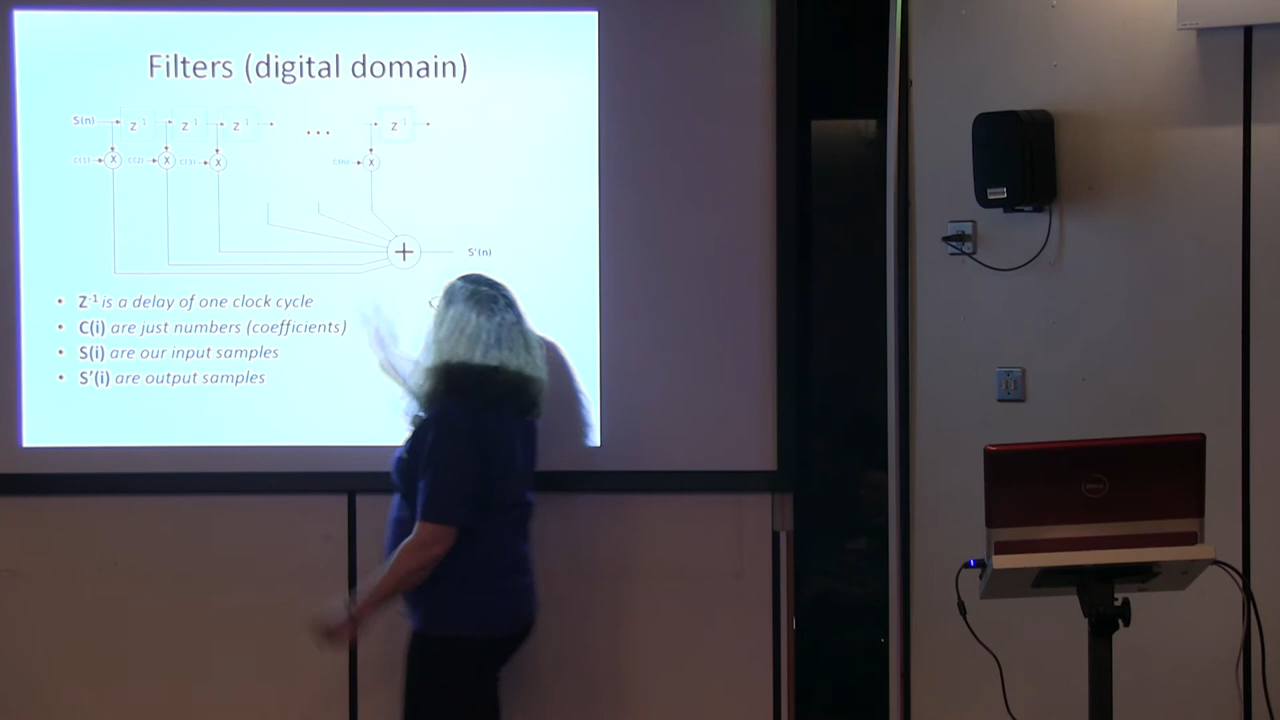 Filters (digital domain)
S(n) Z-1 Z-1 Z-1 ... Z-1
C(1) X C(2) X C(3) X C(n) X
+ S'(n)
• Z-1 is a delay of one clock cycle
• C(i) are just numbers (coefficients)
• S(i) are our input samples
• S'(i) are output samples
DELL